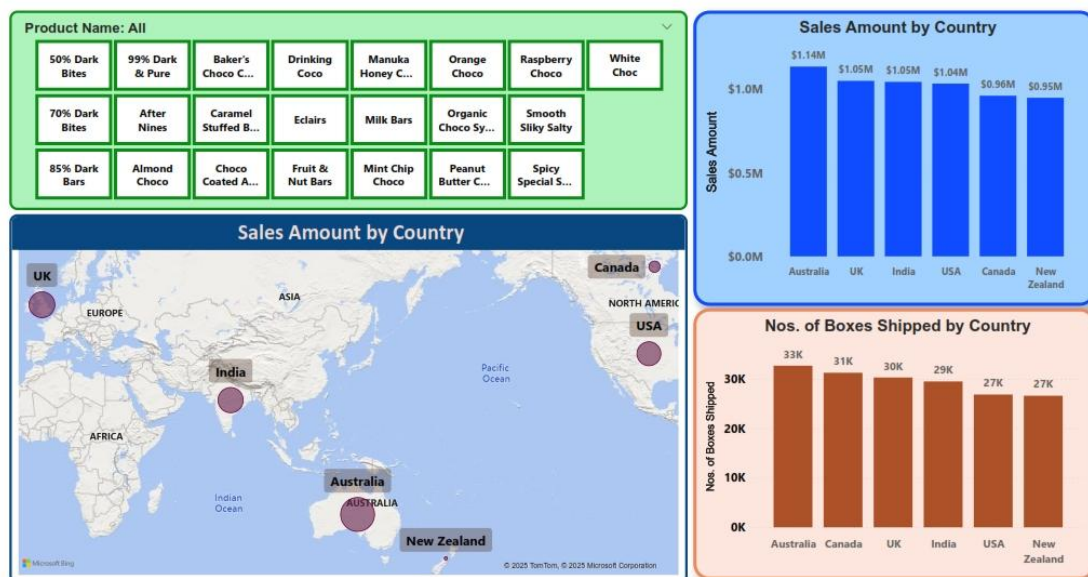 Product Name: All
50% Dark
Bites
99% Dark
& Pure
Baker's
Choco C...
Drinking
Coco
Manuka
Honey C...
Orange
Choco
Raspberry
Choco
White
Choc
70% Dark
Bites
After
Nines
Caramel
Stuffed B...
Eclairs
Milk Bars
Organic
Choco Sy...
Smooth
Sliky Salty
85% Dark
Bars
Almond
Choco
Choco
Coated A...
Fruit &
Nut Bars
Mint Chip
Choco
Peanut
Butter C...
Spicy
Special S...
Sales Amount by Country
$1.14M
$1.05M
$1.05M
$1.04M
$0.96M
$0.95M
$1.0M
$0.5M
$0.0M
Sales Amount
Australia
UK
India
USA
Canada
New
Zealand
Sales Amount by Country
UK
Canada
ASIA
NORTH AMERIC
EUROPE
USA
Pacific
Ocean
India
AFRICA
Australia
AUSTRALIA
Indian
Ocean
New Zealand
Microsoft Bing
© 2025 TomTom, © 2025 Microsoft Corporation
Nos. of Boxes Shipped by Country
33K
31K
30K
29K
27K
27K
30K
20K
10K
0K
Nos. of Boxes Shipped
Australia
Canada
UK
India
USA
New
Zealand